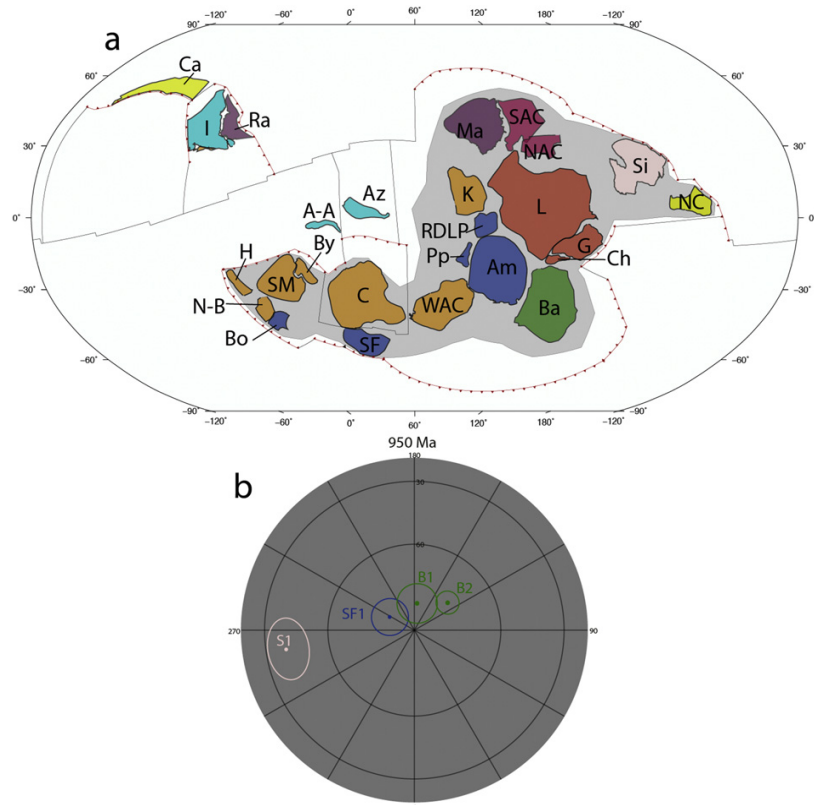 a
−120° −60° 0° 60° 120° 180° −120°
90° 90°
60° 60°
30° 30°
0° 0°
−30° −30°
−60° −60°
−90° −90°
−120° −60° 0° 60° 120° 180° −120°
Ca
I
Ra
Ma
SAC
NAC
Si
NC
A-A
Az
K
L
RDLP
Pp
Am
G
Ch
H
SM
By
C
WAC
Ba
N-B
Bo
SF
950 Ma
b
180
30
60
B1
B2
SF1
S1
270
90